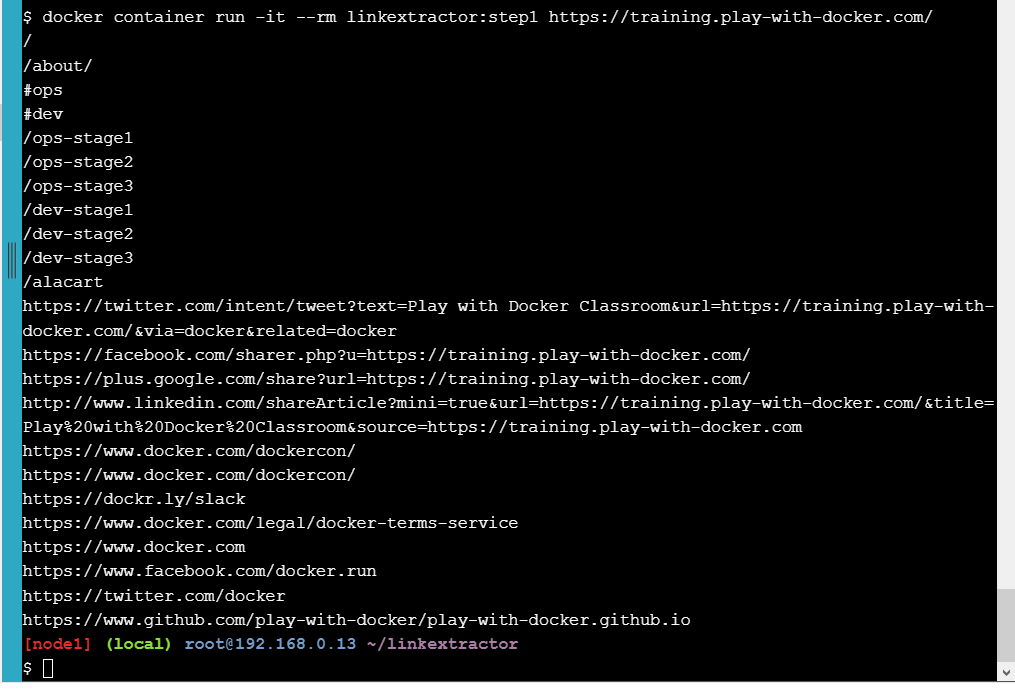 $ docker container run -it --rm linkextractor:step1 https://training.play-with-docker.com/
/
/about/
#ops
#dev
/ops-stage1
/ops-stage2
/ops-stage3
/dev-stage1
/dev-stage2
/dev-stage3
/alacart
https://twitter.com/intent/tweet?text=Play with Docker Classroom&url=https://training.play-with-
docker.com/&via=docker&related=docker
https://facebook.com/sharer.php?u=https://training.play-with-docker.com/
https://plus.google.com/share?url=https://training.play-with-docker.com/
http://www.linkedin.com/shareArticle?mini=true&url=https://training.play-with-docker.com/&title=
Play%20with%20Docker%20Classroom&source=https://training.play-with-docker.com
https://www.docker.com/dockercon/
https://www.docker.com/dockercon/
https://dockr.ly/slack
https://www.docker.com/legal/docker-terms-service
https://www.docker.com
https://www.facebook.com/docker.run
https://twitter.com/docker
https://www.github.com/play-with-docker/play-with-docker.github.io
[node1] (local) root@192.168.0.13 ~/linkextractor
$